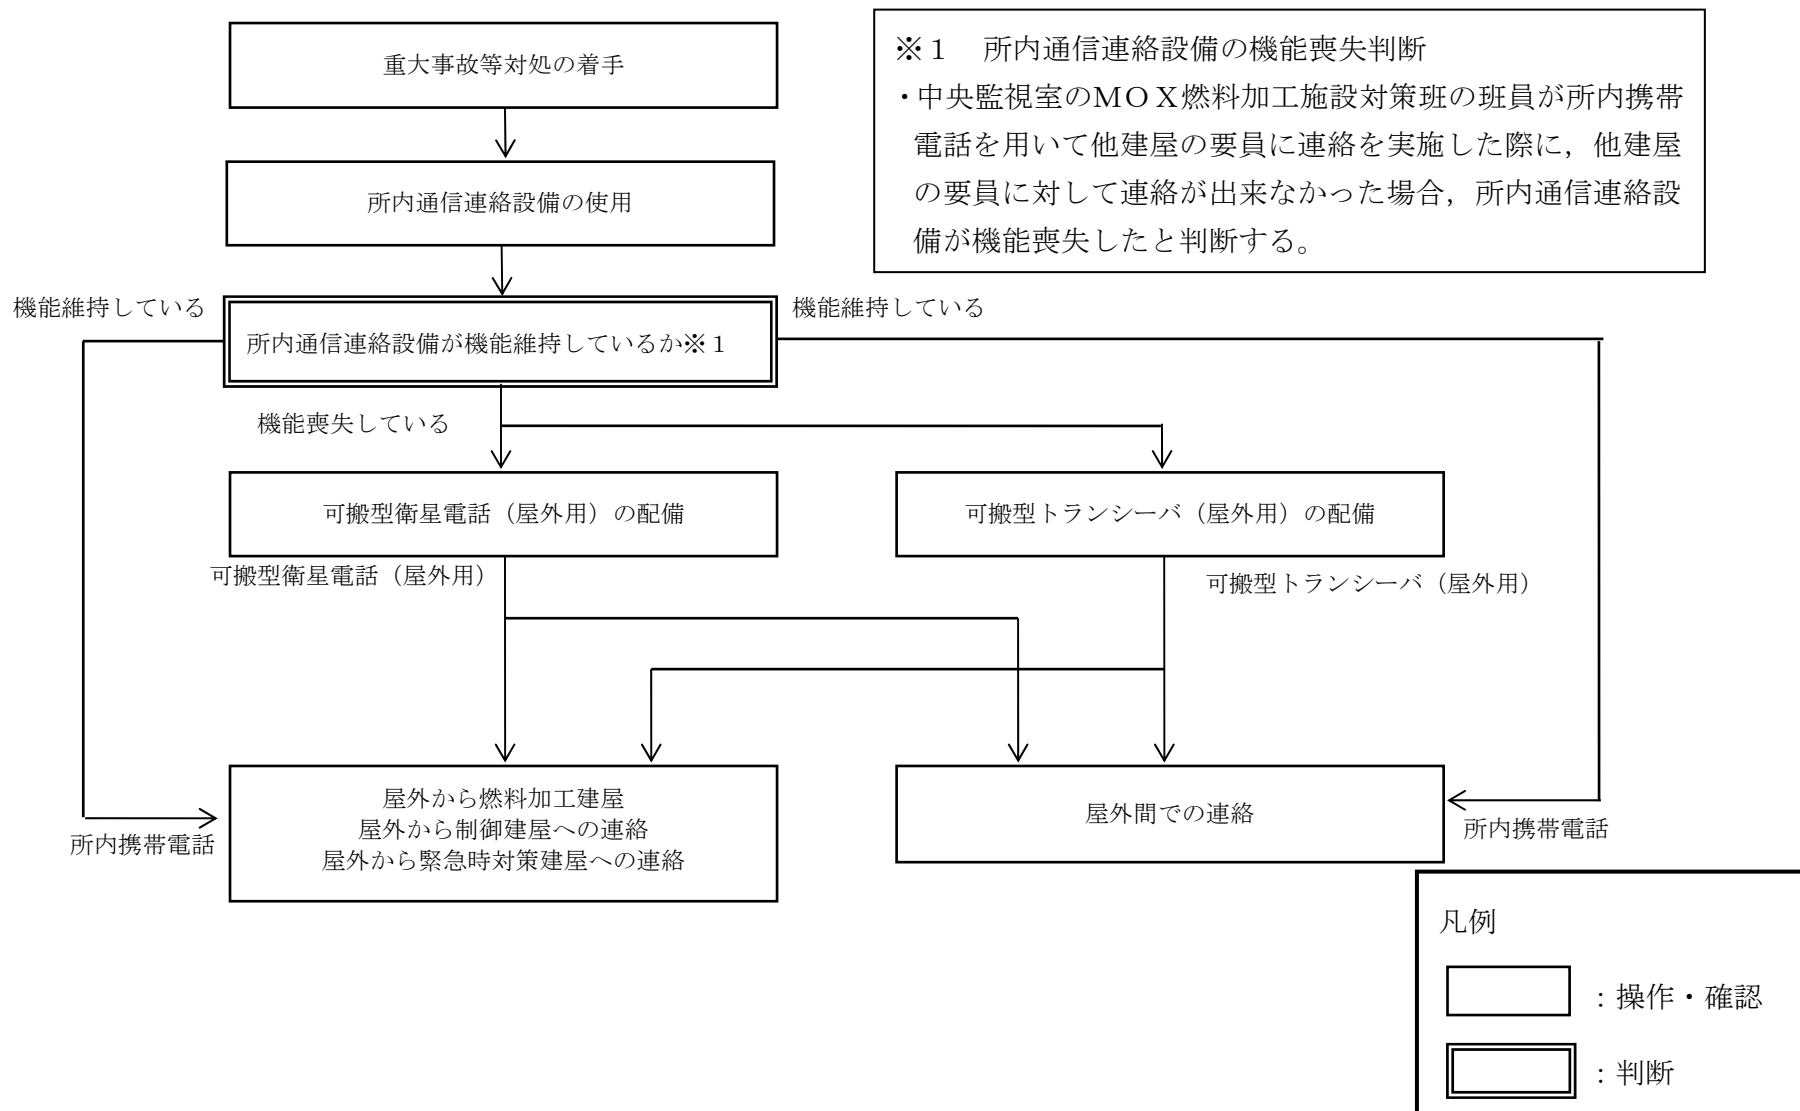 重大事故等対処の着手
※１　所内通信連絡設備の機能喪失判断
・中央監視室のＭＯＸ燃料加工施設対策班の班員が所内携帯
電話を用いて他建屋の要員に連絡を実施した際に，他建屋
の要員に対して連絡が出来なかった場合，所内通信連絡設
備が機能喪失したと判断する。
所内通信連絡設備の使用
機能維持している
機能維持している
所内通信連絡設備が機能維持しているか※１
機能喪失している
可搬型衛星電話（屋外用）の配備
可搬型トランシーバ（屋外用）の配備
可搬型衛星電話（屋外用）
可搬型トランシーバ（屋外用）
屋外から燃料加工建屋
屋外から制御建屋への連絡
屋外から緊急時対策建屋への連絡
屋外間での連絡
所内携帯電話
所内携帯電話
凡例
：操作・確認
：判断